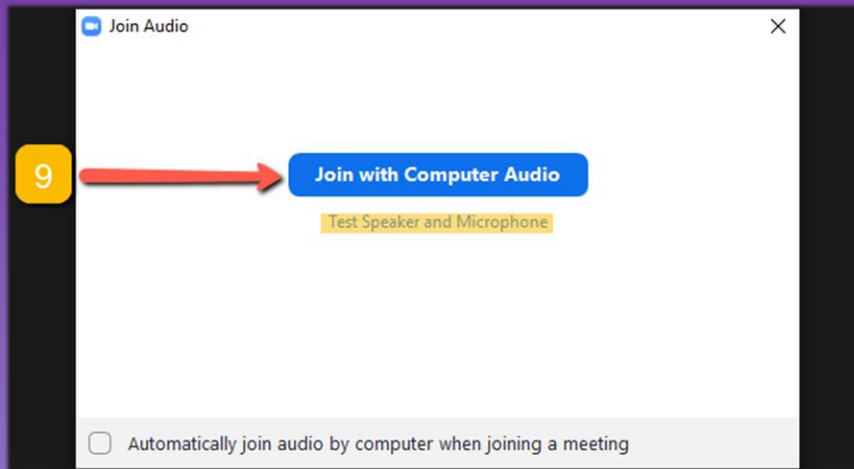 Join Audio
9
Join with Computer Audio
Test Speaker and Microphone
Automatically join audio by computer when joining a meeting